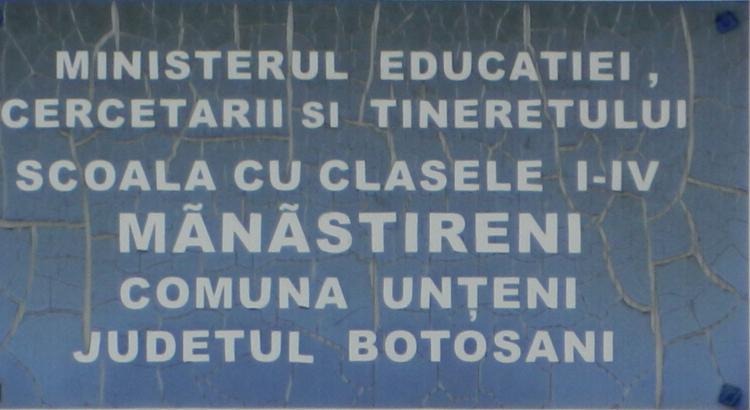 MINISTERUL EDUCATIEI ,
CERCETARII SI TINERETULUI
SCOALA CU CLASELE I-IV
MÃNÃSTIRENI
COMUNA UNȚENI
JUDETUL BOTOSANI